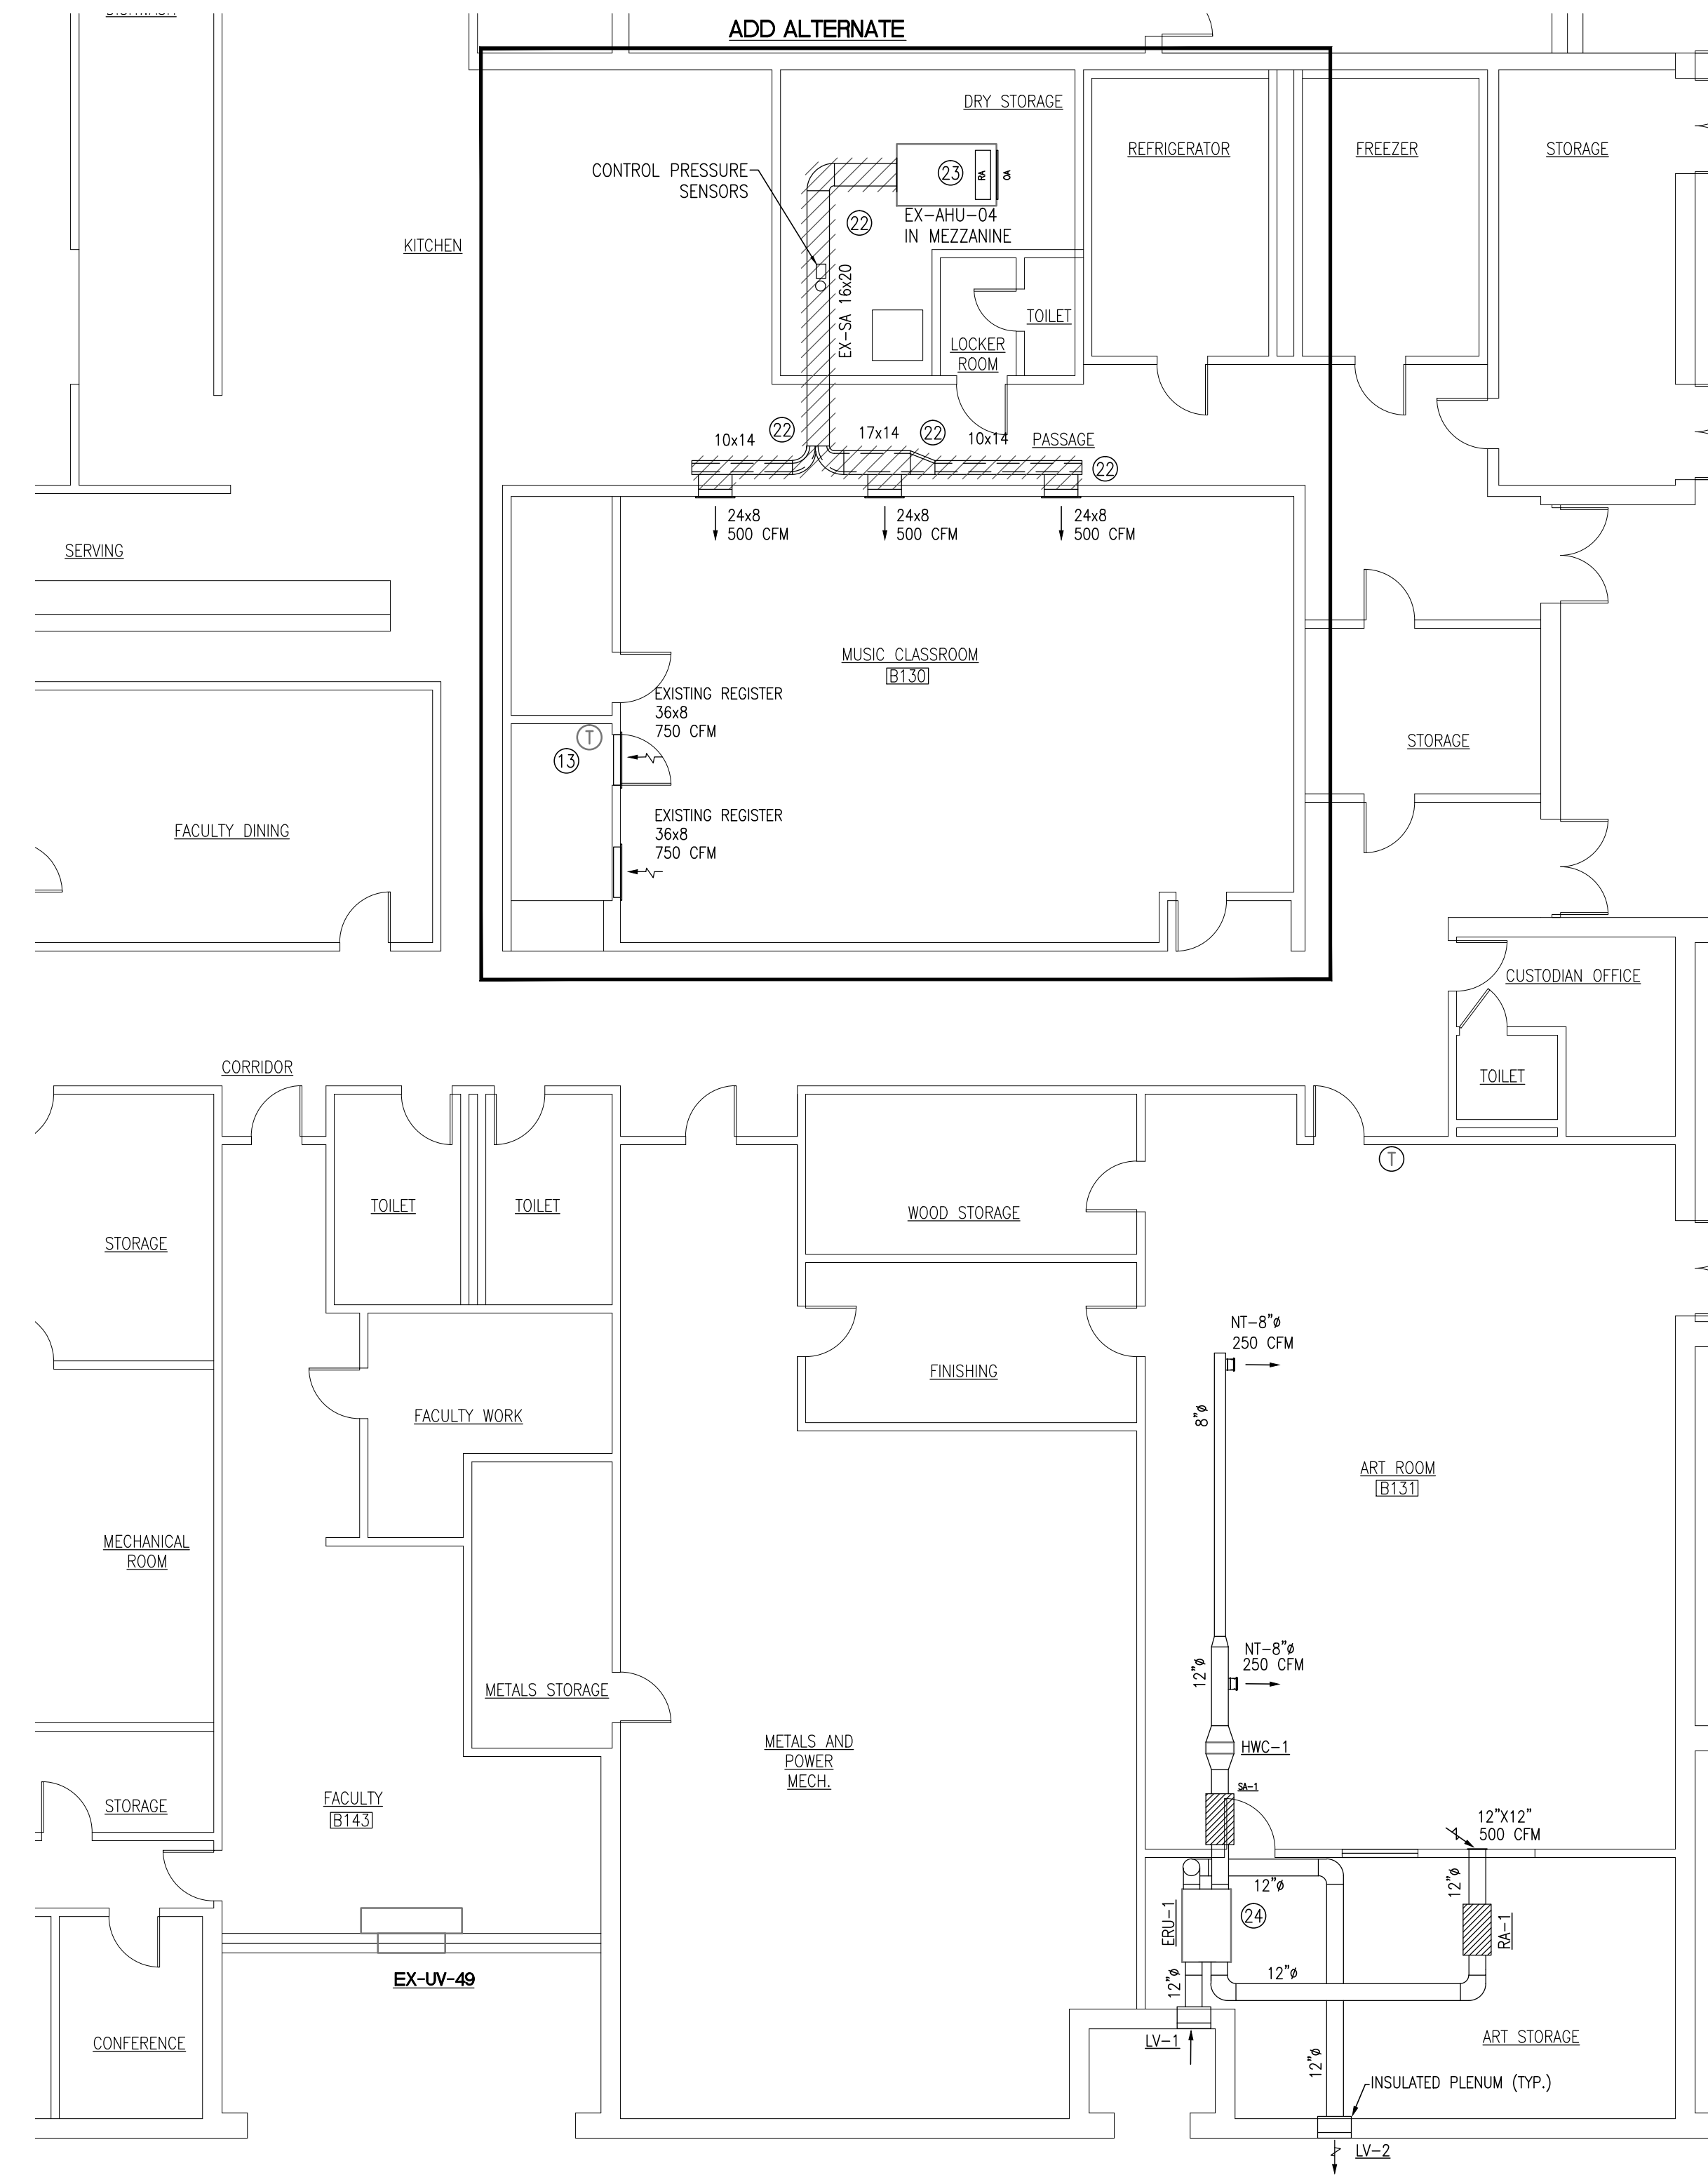 ADD ALTERNATE
DRY STORAGE
REFRIGERATOR
FREEZER
STORAGE
CONTROL PRESSURE
SENSORS
23
RA
OA
22
EX-AHU-04
IN MEZZANINE
KITCHEN
EX-SA 16x20
TOILET
LOCKER
ROOM
10x14
22
17x14
22
10x14
PASSAGE
22
24x8
500 CFM
24x8
500 CFM
24x8
500 CFM
SERVING
MUSIC CLASSROOM
B130
EXISTING REGISTER
36x8
750 CFM
T
13
STORAGE
EXISTING REGISTER
36x8
750 CFM
FACULTY DINING
CUSTODIAN OFFICE
CORRIDOR
TOILET
T
TOILET
TOILET
WOOD STORAGE
STORAGE
NT-8"ø
250 CFM
FINISHING
8"ø
FACULTY WORK
ART ROOM
B131
MECHANICAL
ROOM
NT-8"ø
250 CFM
12"ø
METALS STORAGE
METALS AND
POWER
MECH.
HWC-1
SA-1
FACULTY
B143
STORAGE
12"X12"
500 CFM
12"ø
12"ø
ERU-1
24
RA-1
EX-UV-49
12"ø
12"ø
LV-1
CONFERENCE
ART STORAGE
12"ø
INSULATED PLENUM (TYP.)
LV-2